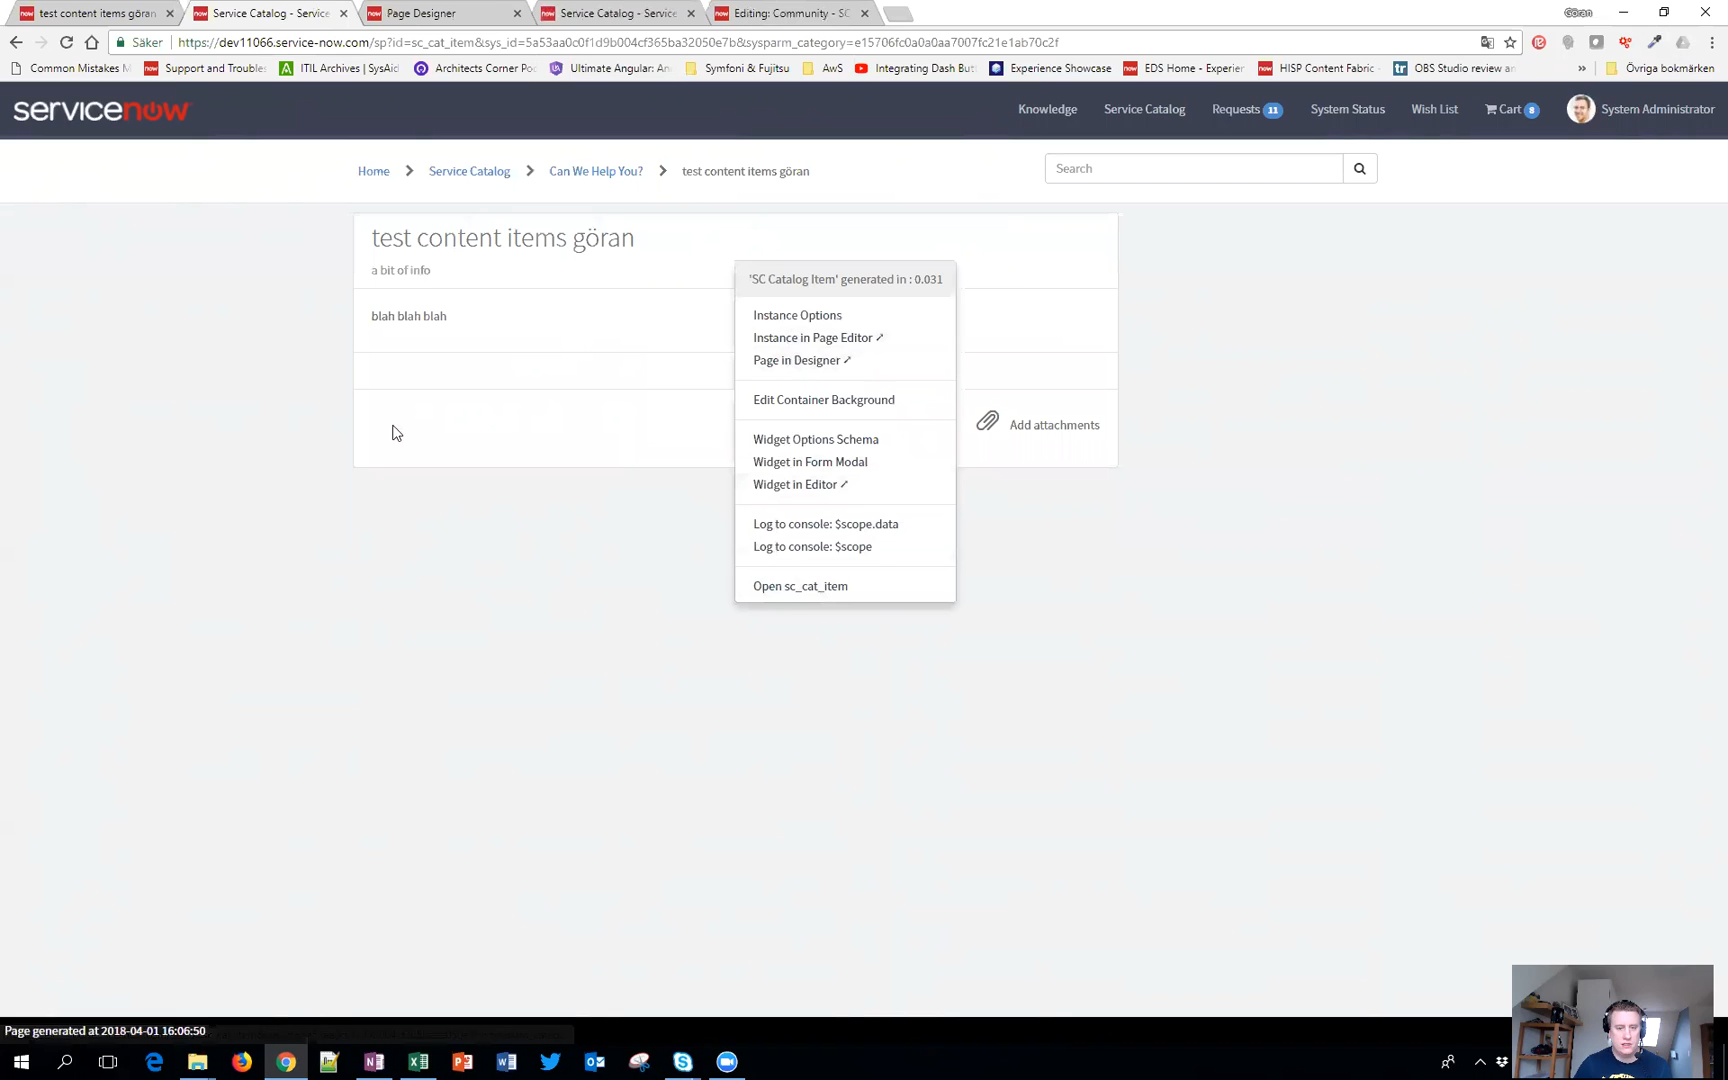 test content items göran
Service Catalog - Service
Page Designer
Service Catalog - Service
Editing: Community - SC
Göran
Säker
https://dev11066.service-now.com/sp?id=sc_cat_item&sys_id=5a53aa0c0f1d9b004cf365ba32050e7b&sysparm_category=e15706fc0a0a0aa7007fc21e1ab70c2f
Common Mistakes M
Support and Troubles
ITIL Archives | SysAid
Architects Corner Poc
Ultimate Angular: An
Symfoni & Fujitsu
AwS
Integrating Dash Butt
Experience Showcase
EDS Home - Experien
HISP Content Fabric
OBS Studio review an
Övriga bokmärken
servicenow
Knowledge
Service Catalog
Requests 11
System Status
Wish List
Cart 8
System Administrator
Home > Service Catalog > Can We Help You? > test content items göran
Search
test content items göran
a bit of info
blah blah blah
Add attachments
'SC Catalog Item' generated in : 0.031
Instance Options
Instance in Page Editor
Page in Designer
Edit Container Background
Widget Options Schema
Widget in Form Modal
Widget in Editor
Log to console: $scope.data
Log to console: $scope
Open sc_cat_item
Page generated at 2018-04-01 16:06:50